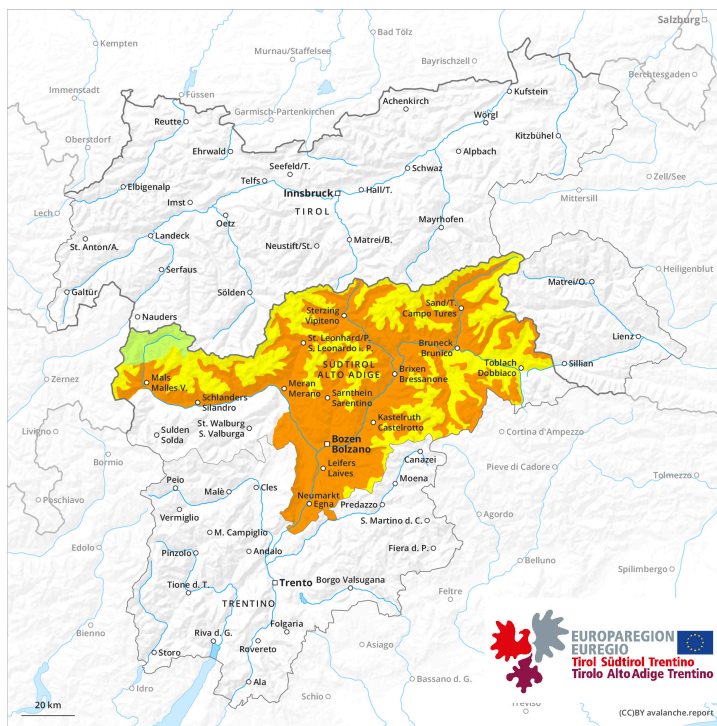 Salzburg
Kempten
Bad Tölz
Murnau/Staffelsee
Bayrischzell
Berchtesgaden
Immenstadt
Füssen
Kufstein
Achenkirch
Garmisch-Partenkirchen
Reutte
Wörgl
Kitzbühel
Oberstdorf
Ehrwald
Alpbach
Seefeld/T.
Schwaz
Zell/See
Telfs
Elbigenalp
Innsbruck
Hall/T.
Mittersill
Imst
TIROL
Lech
Oetz
Mayrhofen
St. Anton/A.
Landeck
Neustift/St.
Matrei/B.
Serfaus
Heiligenblut
Matrei/O.
Galtür
Sölden
Sand/T.
Campo Tures
Nauders
Sterzing
Vipiteno
Lienz
St. Leonhard/P.
S. Leonardo i. P.
Bruneck
Brunico
Sillian
Toblach
Dobbiaco
SÜDTIROL
ALTO ADIGE
Brixen
Bressanone
Zernez
Mals
Malles V.
Meran
Merano
Schlanders
Silandro
Sarnthein
Sarentino
Kastelruth
Castelrotto
St. Walburg
S. Valburga
Sulden
Solda
Livigno
Cortina d'Ampezzo
Bozen
Bolzano
Bormio
Canazei
Pieve di Cadore
Leifers
Laives
Moena
Tolmezzo
Peio
Malè
Cles
Neumarkt
Egna
Predazzo
Poschiavo
Vermiglio
S. Martino d. C.
Agordo
M. Campiglio
Edolo
Pinzolo
Andalo
Fiera d. P.
Belluno
Spilimbergo
Tione d. T.
Trento
Borgo Valsugana
Feltre
TRENTINO
Folgaria
Bienno
Riva d. G.
Rovereto
Asiago
Storo
Bassano d. G.
Ala
Idro
Schio
Treviso
20 km
EUROPAREGION
EUREGIO
Tirol Südtirol Trentino
Tirolo Alto Adige Trentino
(CC)BY avalanche.report